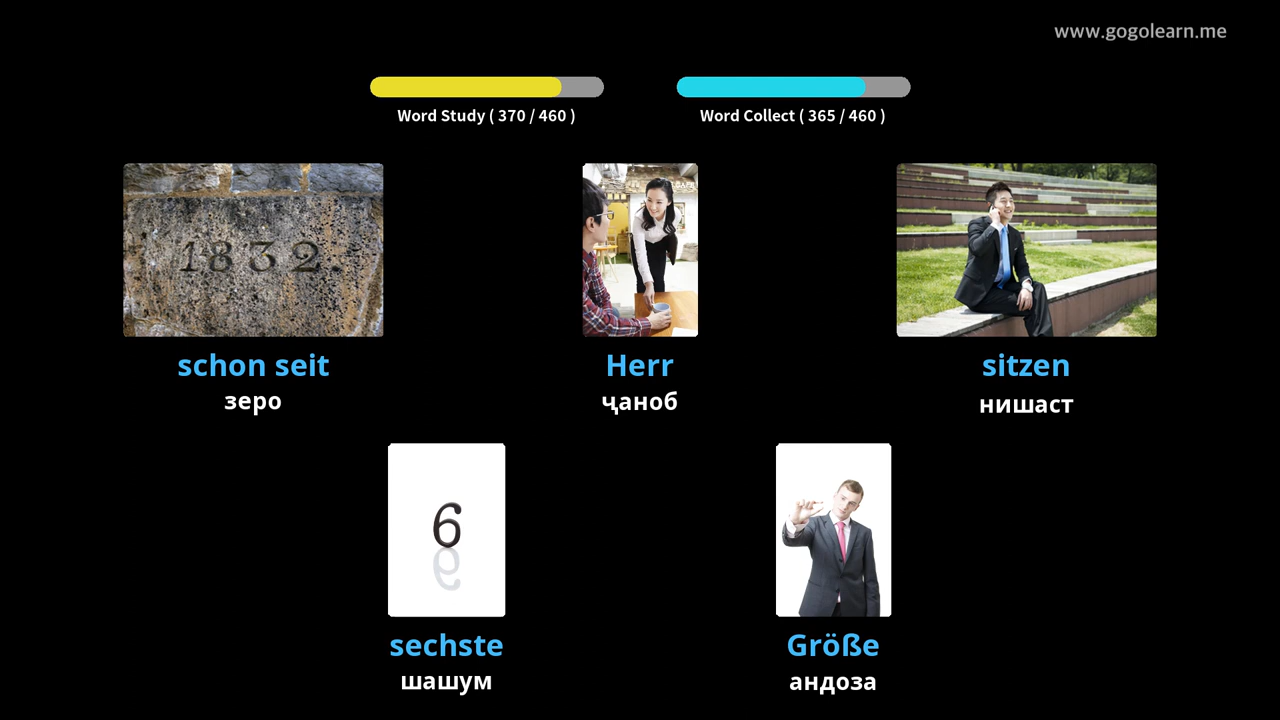 www.gogolearn.me
Word Study ( 370 / 460 )
Word Collect ( 365 / 460 )
1832.
schon seit
зеро
Herr
ҷаноб
sitzen
нишаст
6
sechste
шашум
Größe
андоза